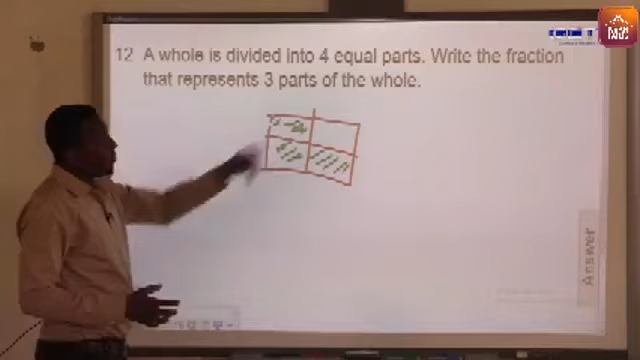 12 A whole is divided into 4 equal parts. Write the fraction
that represents 3 parts of the whole.
Answer